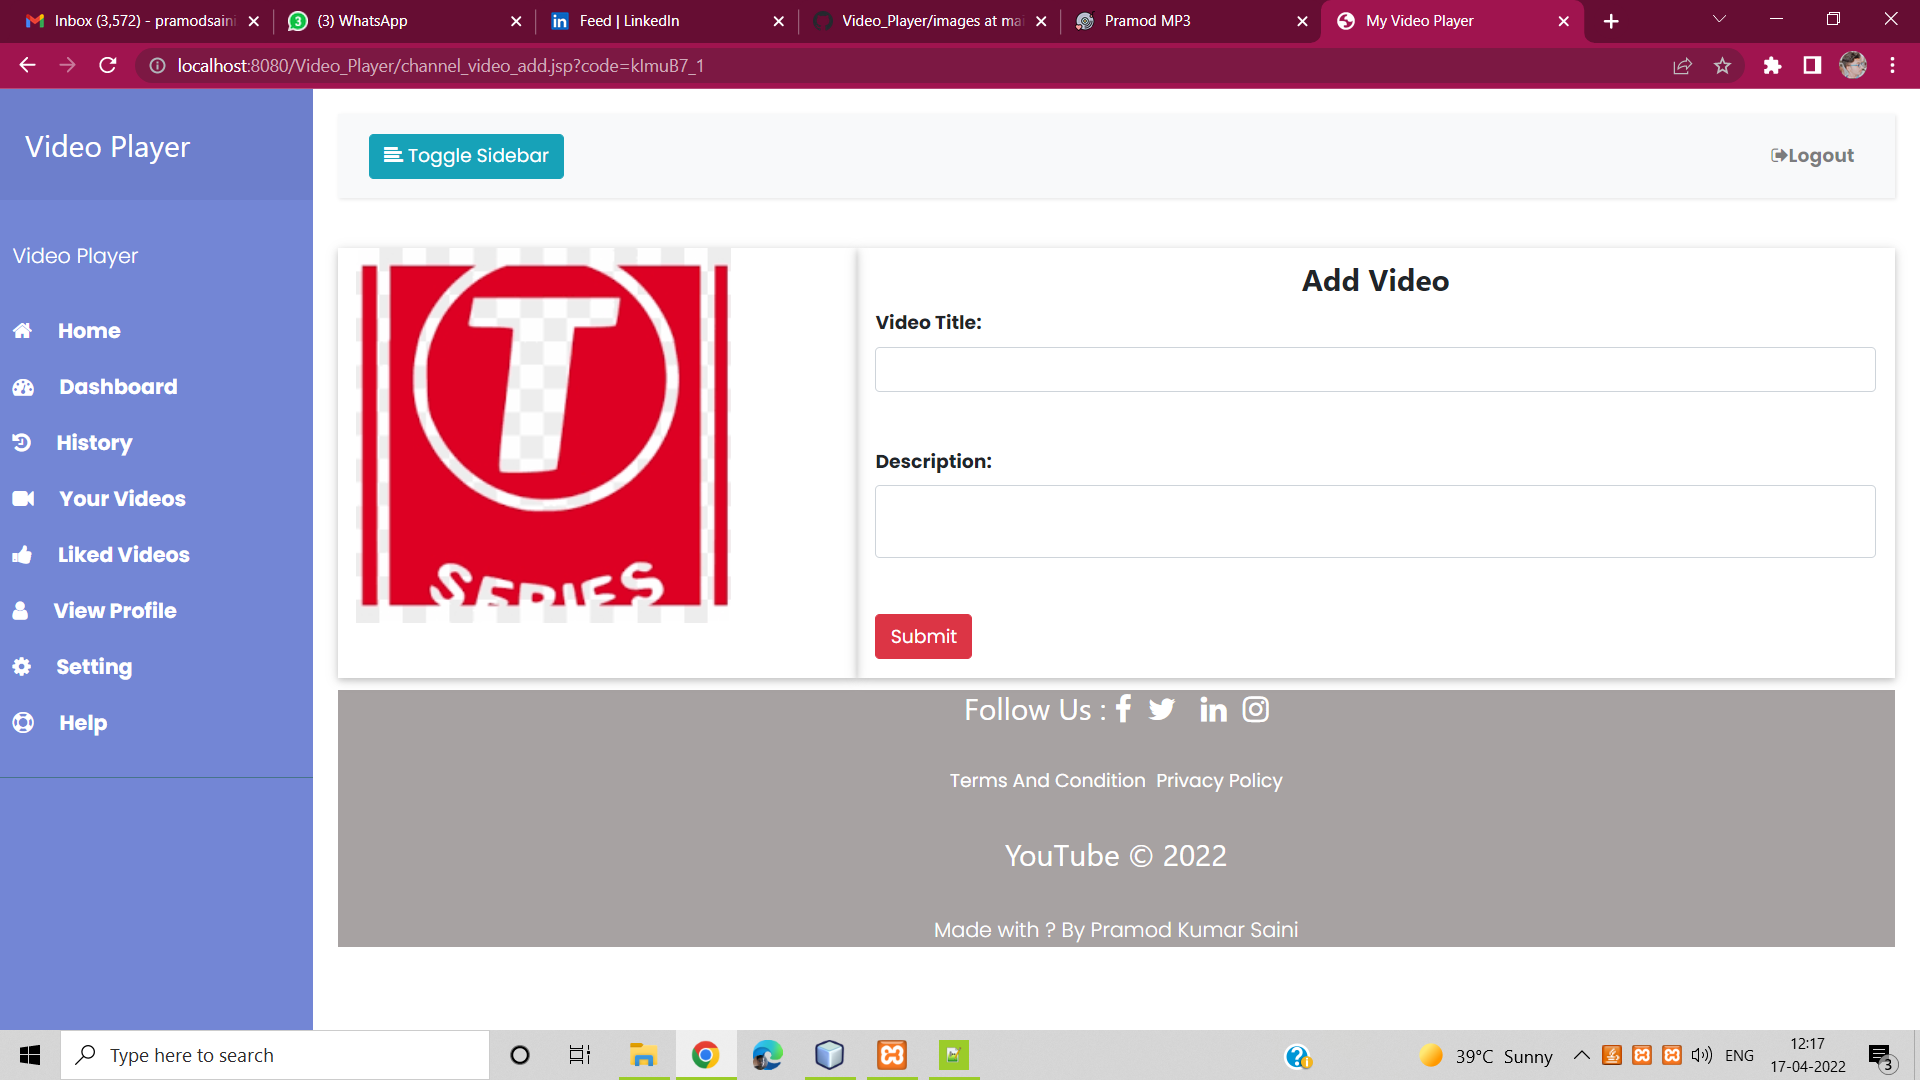 Inbox (3,572) - pramodsaini
(3) WhatsApp
Feed | LinkedIn
Video_Player/images at mai
Pramod MP3
My Video Player
localhost:8080/Video_Player/channel_video_add.jsp?code=kImuB7_1
Video Player
Toggle Sidebar
Logout
Video Player
Home
Dashboard
History
Your Videos
Liked Videos
View Profile
Setting
Help
T
SERIES
Add Video
Video Title:
Description:
Submit
Follow Us :
Terms And Condition Privacy Policy
YouTube © 2022
Made with ? By Pramod Kumar Saini
Type here to search
39°C Sunny
ENG
12:17
17-04-2022
3